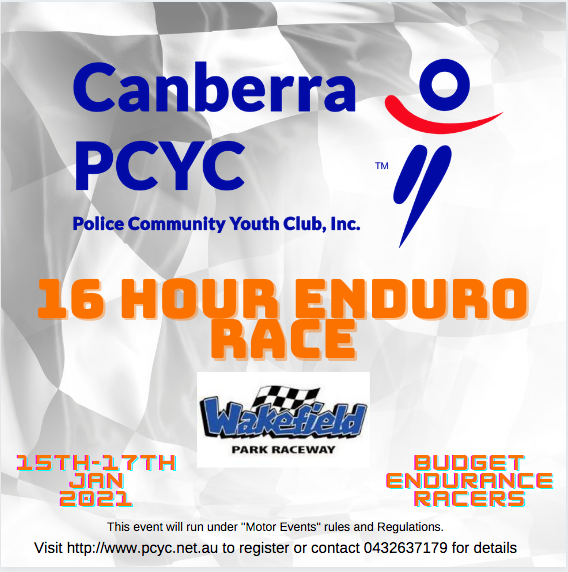 Canberra
PCYC
TM
Police Community Youth Club, Inc.
16 HOUR ENDURO
RACE
Wakefield
PARK RACEWAY
15TH-17TH
JAN
2021
BUDGET
ENDURANCE
RACERS
This event will run under "Motor Events" rules and Regulations.
Visit http://www.pcyc.net.au to register or contact 0432637179 for details